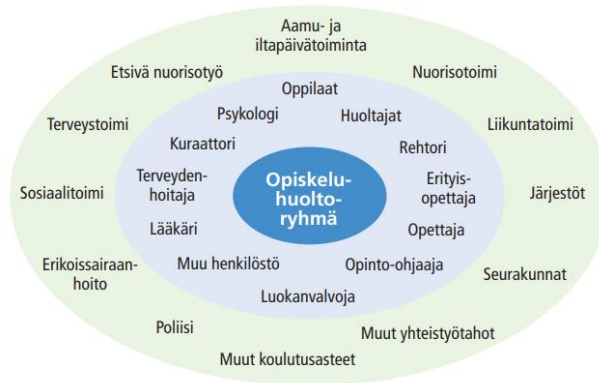 Aamu- ja
iltapäivätoiminta
Etsivä nuorisotyö
Nuorisotoimi
Oppilaat
Psykologi
Huoltajat
Terveystoimi
Liikuntatoimi
Kuraattori
Rehtori
Terveyden-
hoitaja
Opiskelu-
huolto-
ryhmä
Erityis-
opettaja
Sosiaalitoimi
Järjestöt
Lääkäri
Opettaja
Muu henkilöstö
Opinto-ohjaaja
Erikoissairaan-
hoito
Seurakunnat
Luokanvalvoja
Poliisi
Muut yhteistyötahot
Muut koulutusasteet